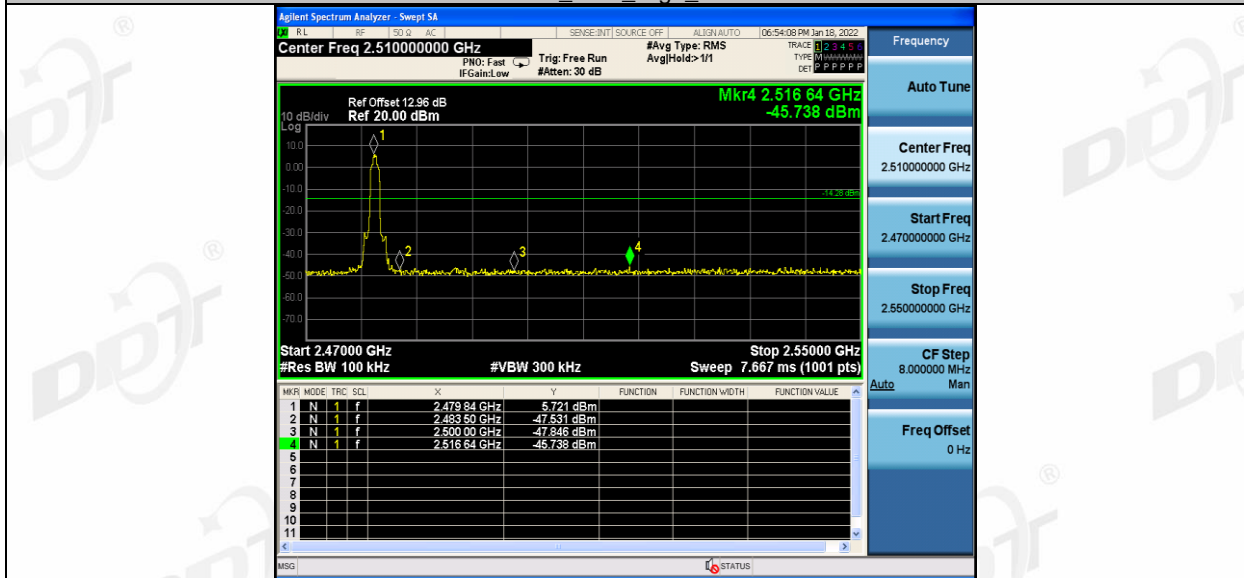 Agilent Spectrum Analyzer - Swept SA
RL RF 50 Ω AC SENSE:INT SOURCE OFF ALIGN AUTO 06:54:08 PM Jan 18, 2022
Center Freq 2.510000000 GHz #Avg Type: RMS TRACE 1 2 3 4 5 6
PNO: Fast Trig: Free Run Avg|Hold:>1/1 TYPE M
IFGain:Low #Atten: 30 dB DET P P P P P P
Frequency
Auto Tune
Center Freq
2.510000000 GHz
Start Freq
2.470000000 GHz
Stop Freq
2.550000000 GHz
CF Step
8.000000 MHz
Auto Man
Freq Offset
0 Hz
Mkr4 2.516 64 GHz
Ref Offset 12.96 dB
-45.738 dBm
10 dB/div Ref 20.00 dBm
Log
10.0
0.00
-10.0
-20.0
-30.0
-40.0
-50.0
-60.0
-70.0
-14.28 dBm
1
2
3
4
Start 2.47000 GHz Stop 2.55000 GHz
#Res BW 100 kHz #VBW 300 kHz Sweep 7.667 ms (1001 pts)
MKR MODE TRC SCL X Y FUNCTION FUNCTION WIDTH FUNCTION VALUE
1 N 1 f 2.479 84 GHz 5.721 dBm
2 N 1 f 2.483 50 GHz -47.531 dBm
3 N 1 f 2.500 00 GHz -47.846 dBm
4 N 1 f 2.516 64 GHz -45.738 dBm
5
6
7
8
9
10
11
MSG STATUS
DDT
®